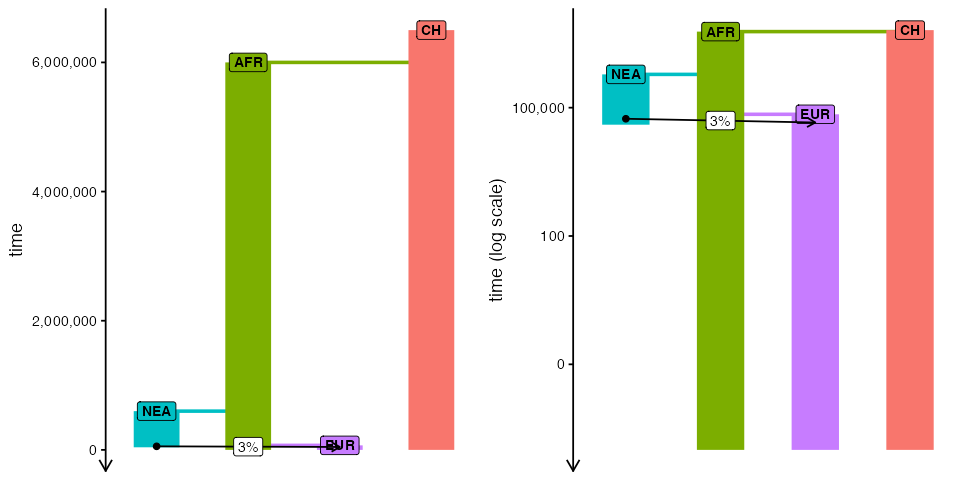 time
6,000,000
4,000,000
2,000,000
0
NEA
AFR
EUR
CH
3%
time (log scale)
100,000
100
0
NEA
AFR
EUR
CH
3%